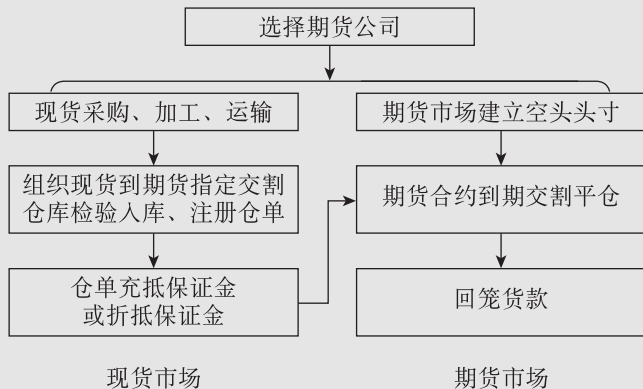 选择期货公司
现货采购、加工、运输
期货市场建立空头头寸
组织现货到期货指定交割
仓库检验入库、注册仓单
期货合约到期交割平仓
仓单充抵保证金
或折抵保证金
回笼货款
现货市场
期货市场